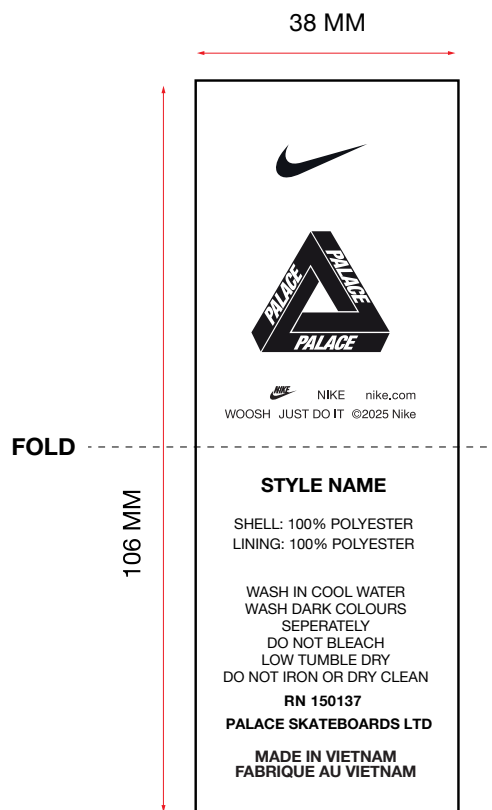 38 MM
PALACE
PALACE
PALACE
NIKE NIKE nike.com
WOOSH JUST DO IT ©2025 Nike
FOLD
106 MM
STYLE NAME
SHELL: 100% POLYESTER
LINING: 100% POLYESTER
WASH IN COOL WATER
WASH DARK COLOURS
SEPERATELY
DO NOT BLEACH
LOW TUMBLE DRY
DO NOT IRON OR DRY CLEAN
RN 150137
PALACE SKATEBOARDS LTD
MADE IN VIETNAM
FABRIQUE AU VIETNAM